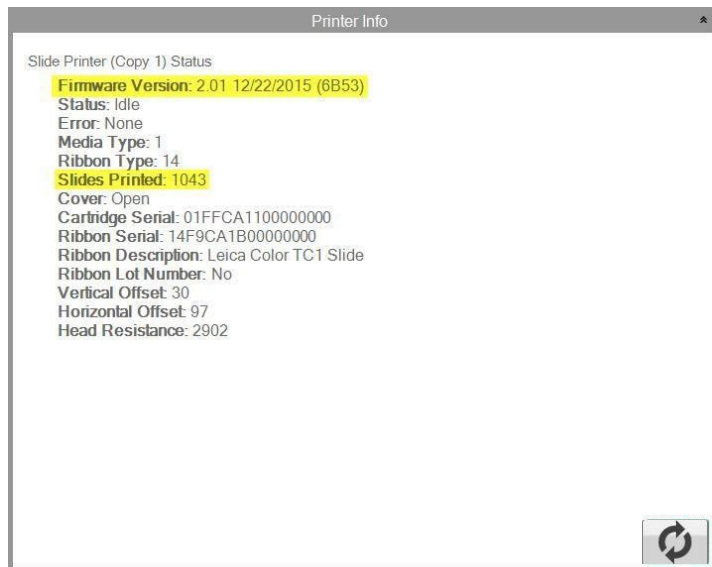 Printer Info
Slide Printer (Copy 1) Status
Firmware Version: 2.01 12/22/2015 (6B53)
Status: Idle
Error: None
Media Type: 1
Ribbon Type: 14
Slides Printed: 1043
Cover: Open
Cartridge Serial: 01FFCA1100000000
Ribbon Serial: 14F9CA1B00000000
Ribbon Description: Leica Color TC1 Slide
Ribbon Lot Number: No
Vertical Offset: 30
Horizontal Offset: 97
Head Resistance: 2902